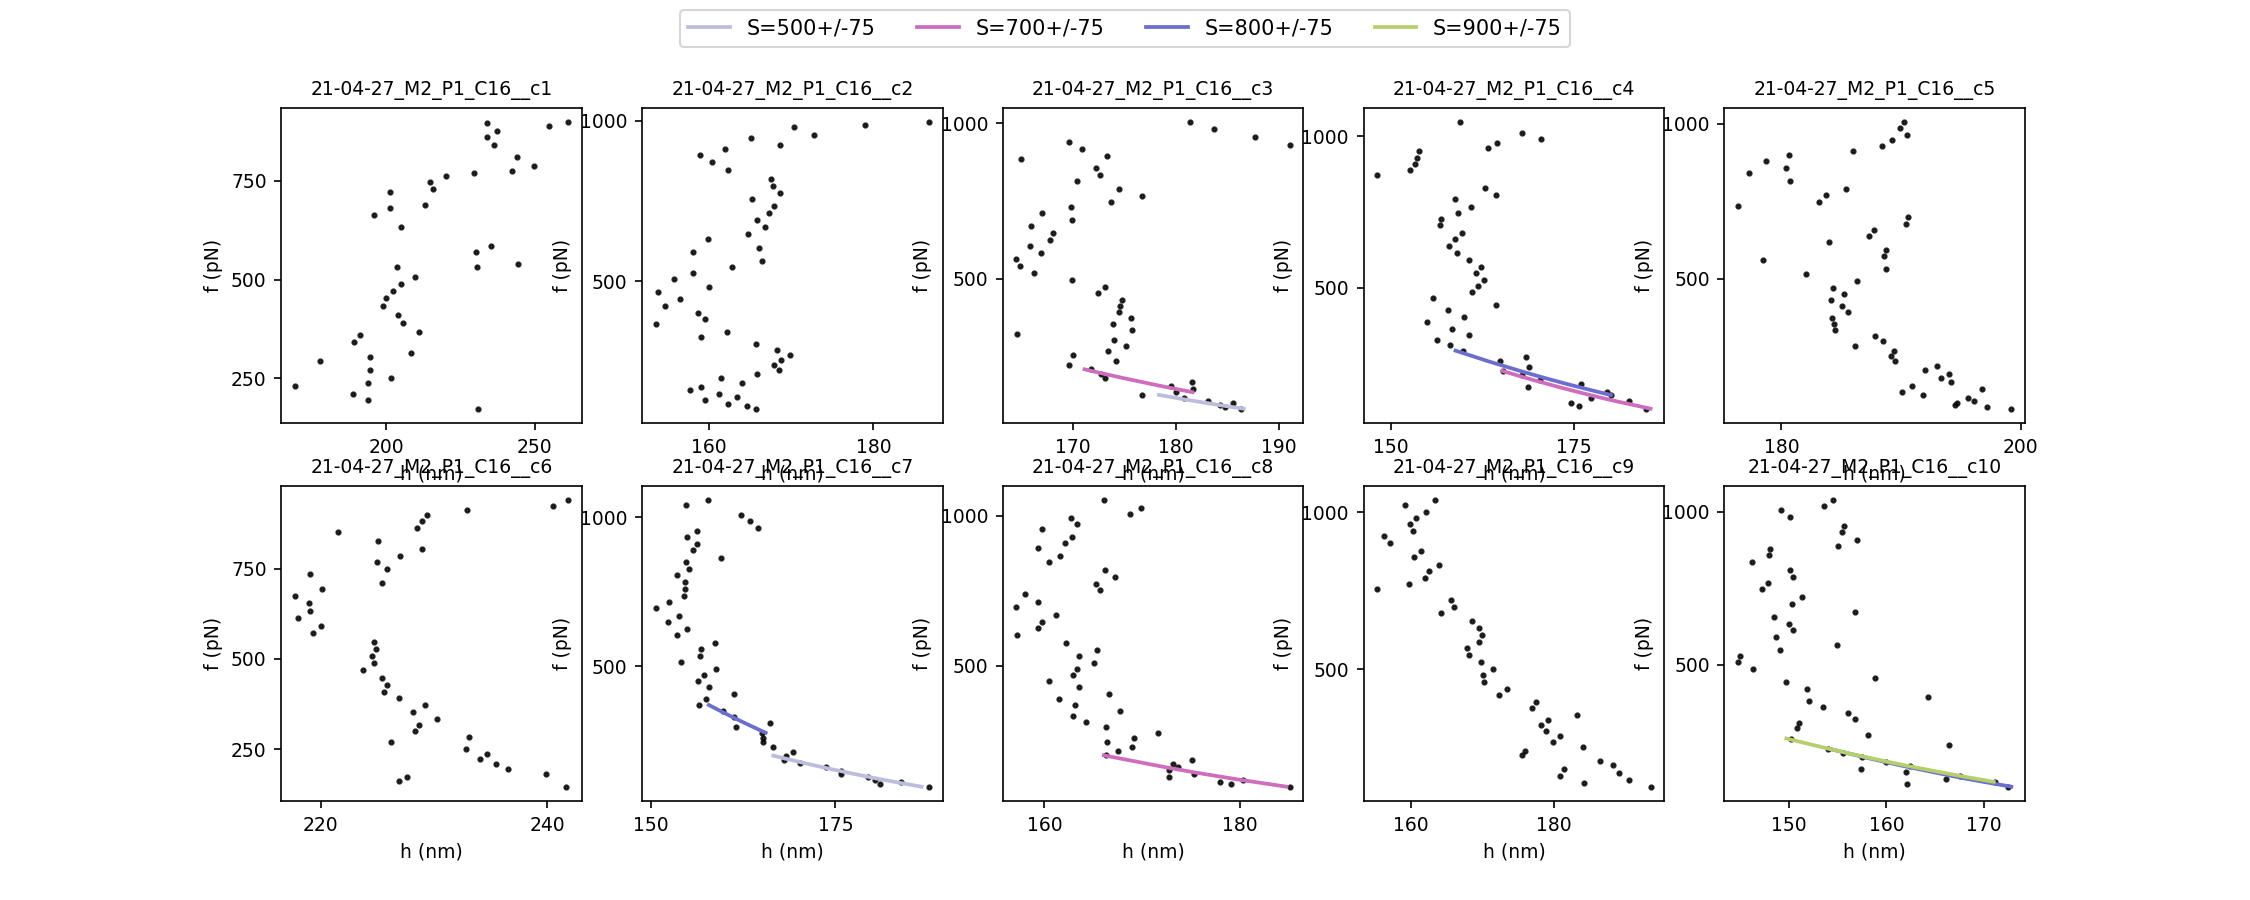 S=500+/-75 S=700+/-75 S=800+/-75 S=900+/-75
21-04-27_M2_P1_C16__c1 21-04-27_M2_P1_C16__c2 21-04-27_M2_P1_C16__c3 21-04-27_M2_P1_C16__c4 21-04-27_M2_P1_C16__c5
f (pN) f (pN) f (pN) f (pN) f (pN)
750 1000 1000 1000 1000
500 500 500 500 500
250
200 250 160 180 170 180 190 150 175 180 200
h (nm) h (nm) h (nm) h (nm) h (nm)
21-04-27_M2_P1_C16__c6 21-04-27_M2_P1_C16__c7 21-04-27_M2_P1_C16__c8 21-04-27_M2_P1_C16__c9 21-04-27_M2_P1_C16__c10
f (pN) f (pN) f (pN) f (pN) f (pN)
750 1000 1000 1000 1000
500 500 500 500 500
250
220 240 150 175 160 180 160 180 150 160 170
h (nm) h (nm) h (nm) h (nm) h (nm)